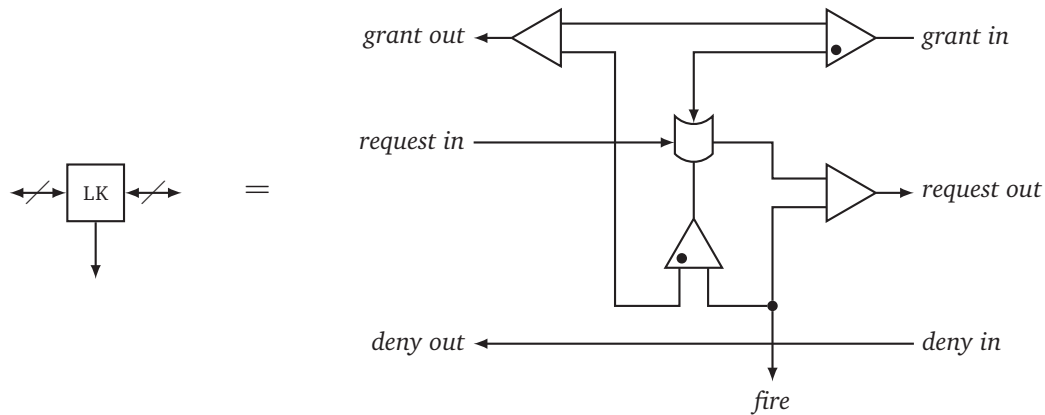 grant out
grant in
request in
LK
=
request out
deny out
deny in
fire